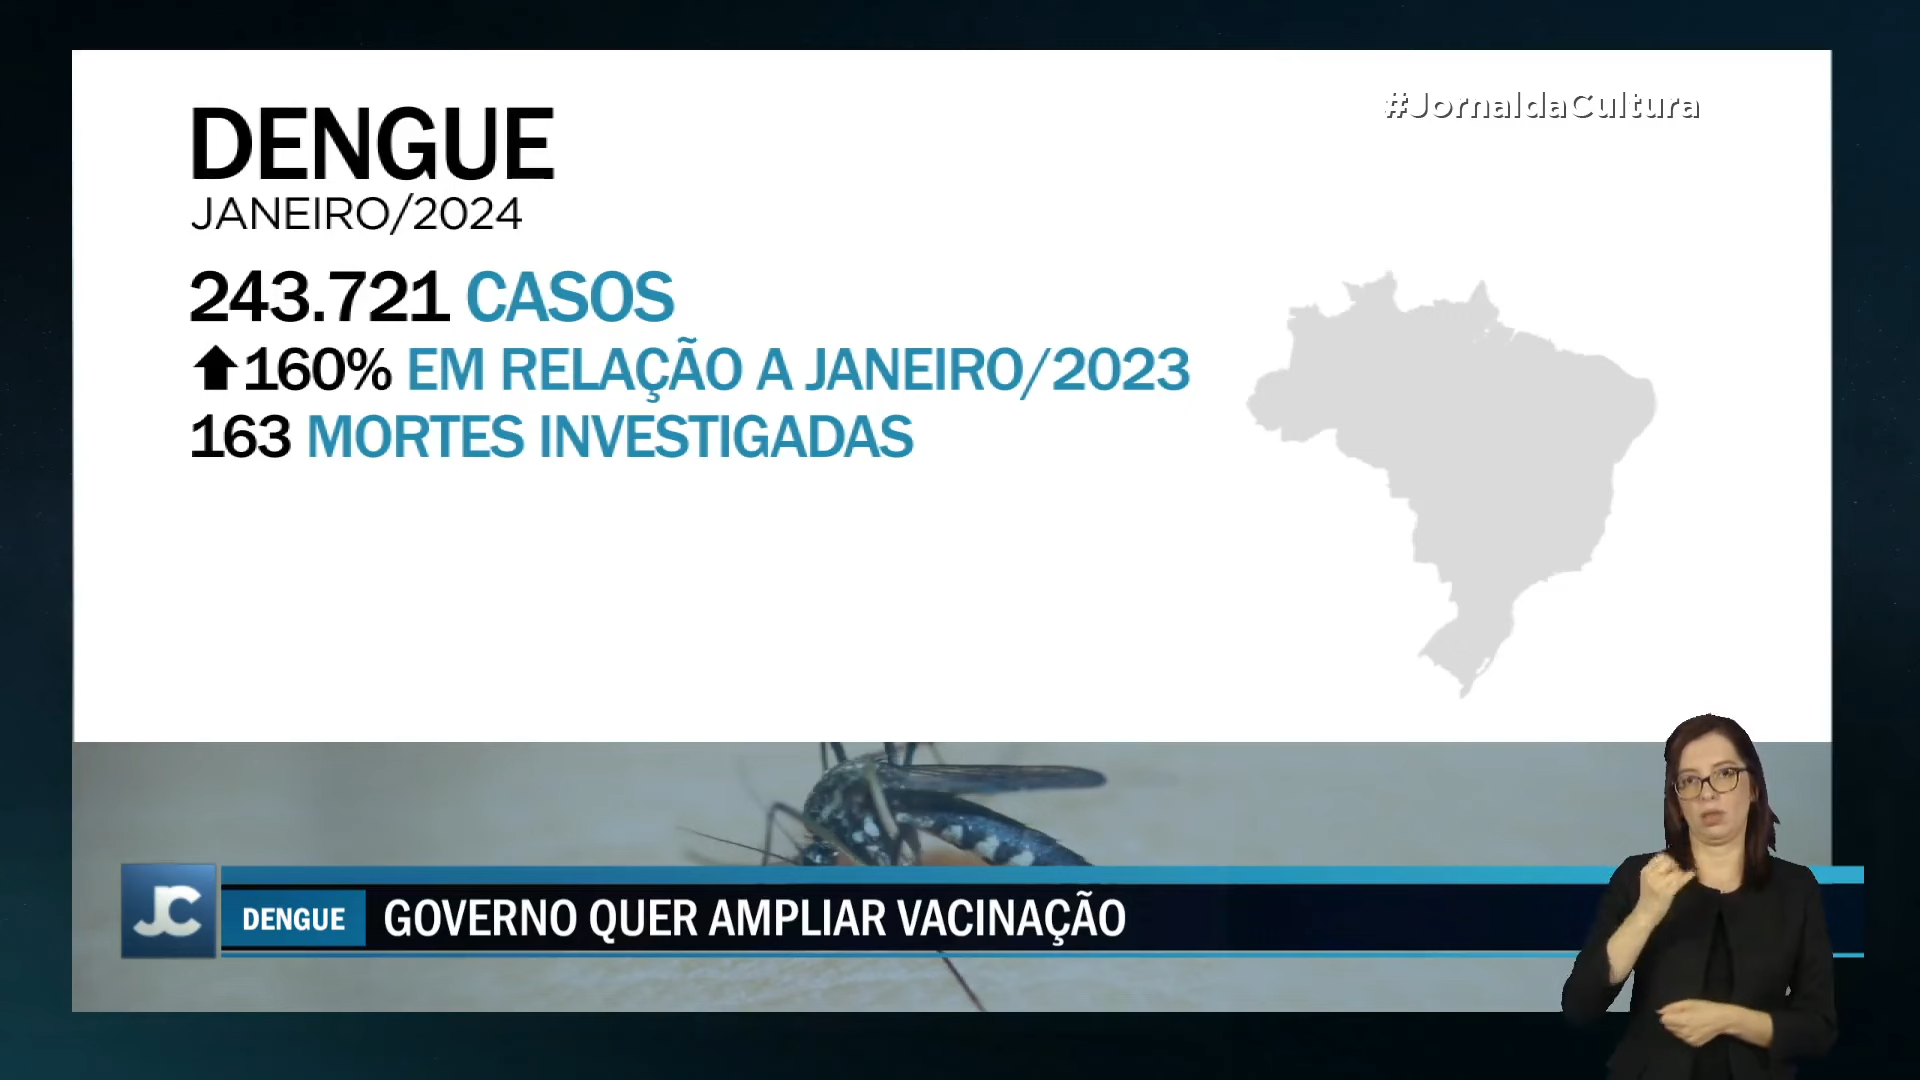 #JornaldaCultura
DENGUE
JANEIRO/2024
243.721 CASOS
160% EM RELAÇÃO A JANEIRO/2023
163 MORTES INVESTIGADAS
JC
DENGUE
GOVERNO QUER AMPLIAR VACINAÇÃO